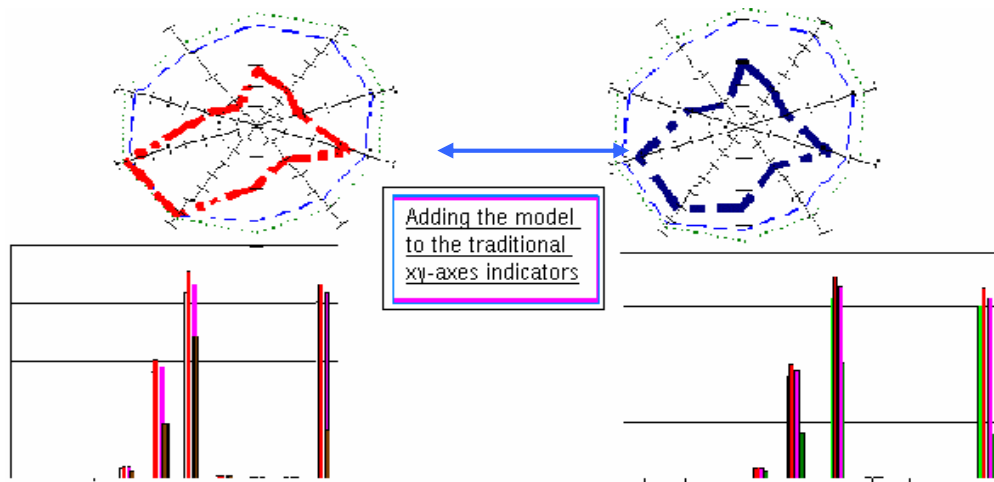 Adding the model
to the traditional
xy-axes indicators